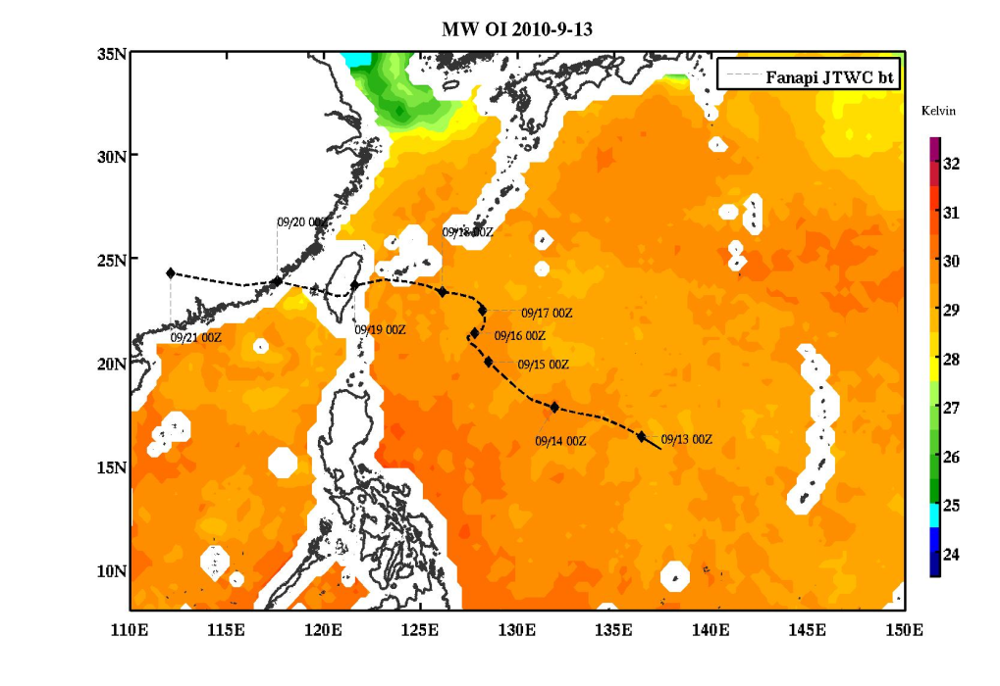 MW OI 2010-9-13
35N
Fanapi JTWC bt
Kelvin
32
30N
31
09/20 00Z
09/18 00Z
25N
30
09/17 00Z
29
09/19 00Z
09/16 00Z
09/21 00Z
28
20N
09/15 00Z
27
09/14 00Z
09/13 00Z
15N
26
25
24
10N
110E
115E
120E
125E
130E
135E
140E
145E
150E